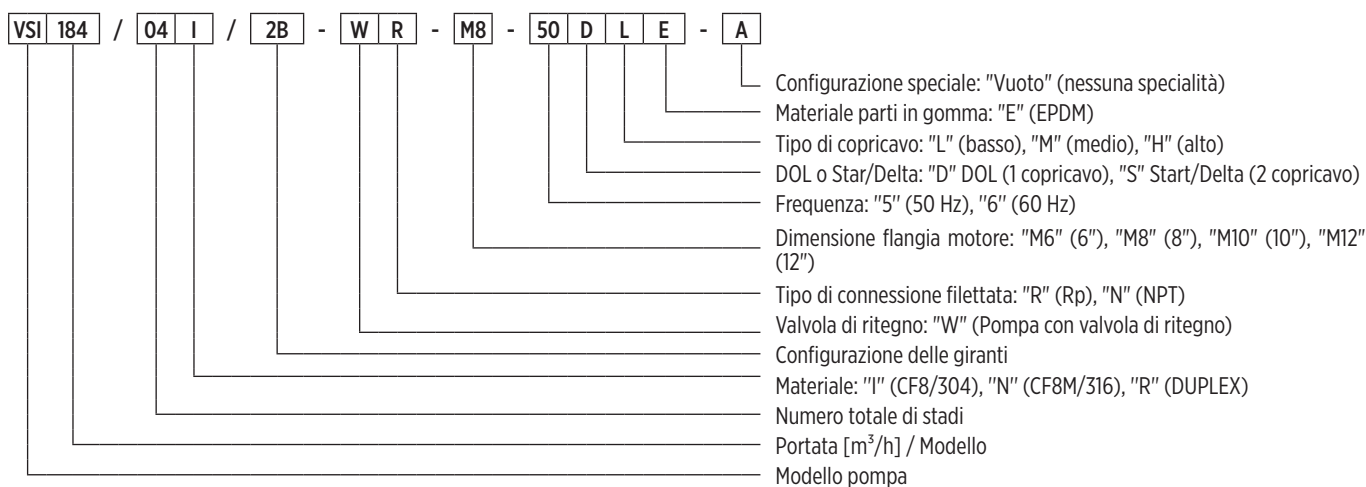 VSI 184 / 04 I / 2B - W R - M8 - 50 D L E - A
Configurazione speciale: "Vuoto" (nessuna specialità)
Materiale parti in gomma: "E" (EPDM)
Tipo di copricavo: "L" (basso), "M" (medio), "H" (alto)
DOL o Star/Delta: "D" DOL (1 copricavo), "S" Start/Delta (2 copricavo)
Frequenza: "5" (50 Hz), "6" (60 Hz)
Dimensione flangia motore: "M6" (6"), "M8" (8"), "M10" (10"), "M12"
(12")
Tipo di connessione filettata: "R" (Rp), "N" (NPT)
Valvola di ritegno: "W" (Pompa con valvola di ritegno)
Configurazione delle giranti
Materiale: "I" (CF8/304), "N" (CF8M/316), "R" (DUPLEX)
Numero totale di stadi
Portata [m³/h] / Modello
Modello pompa